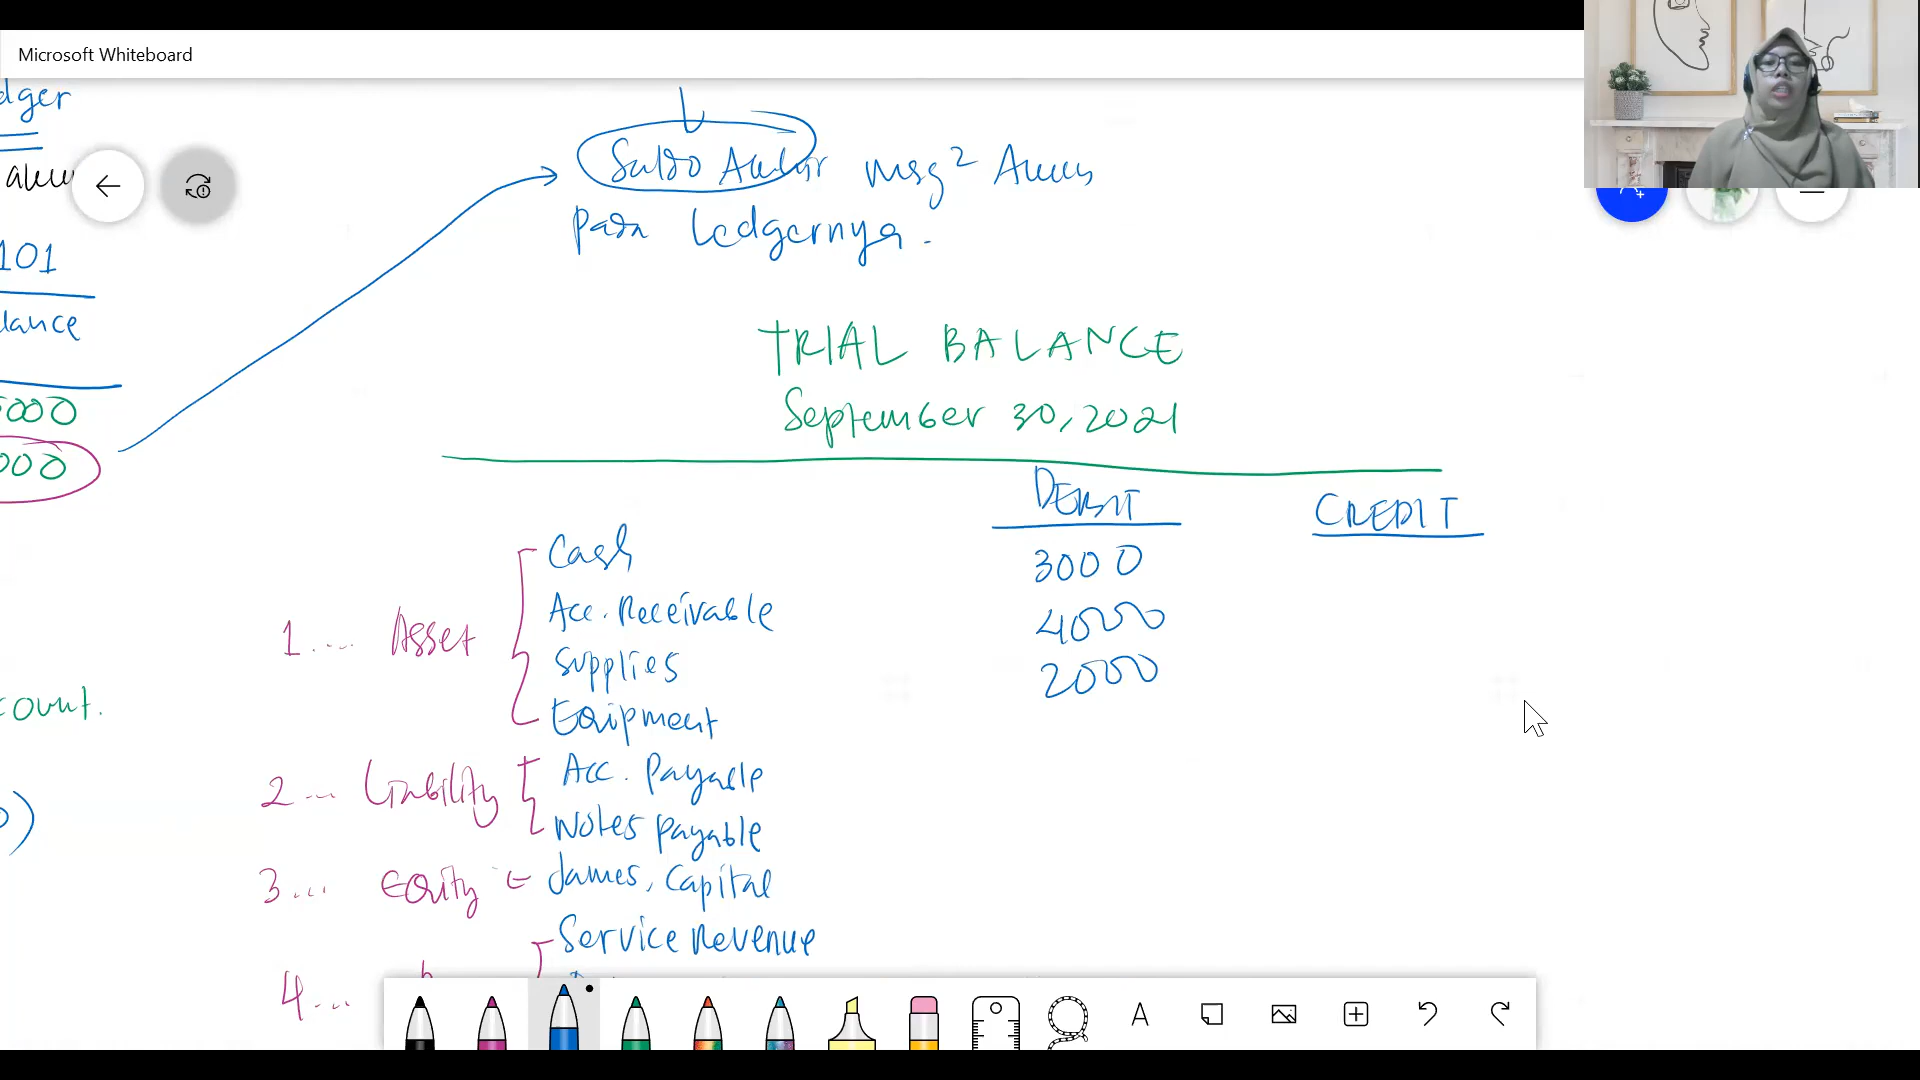 Microsoft Whiteboard
dger
akun
101
lance
000
000
count.
Saldo Akhir msg² Akun
pada Ledgernya.
TRIAL BALANCE
September 30, 2021
DEBIT CREDIT
1.... Asset
Cash 3000
Acc. Receivable 4000
Supplies 2000
Equipment
2... Liability
Acc. Payable
Notes payable
3... Equity
James, Capital
4...
Service Revenue
A